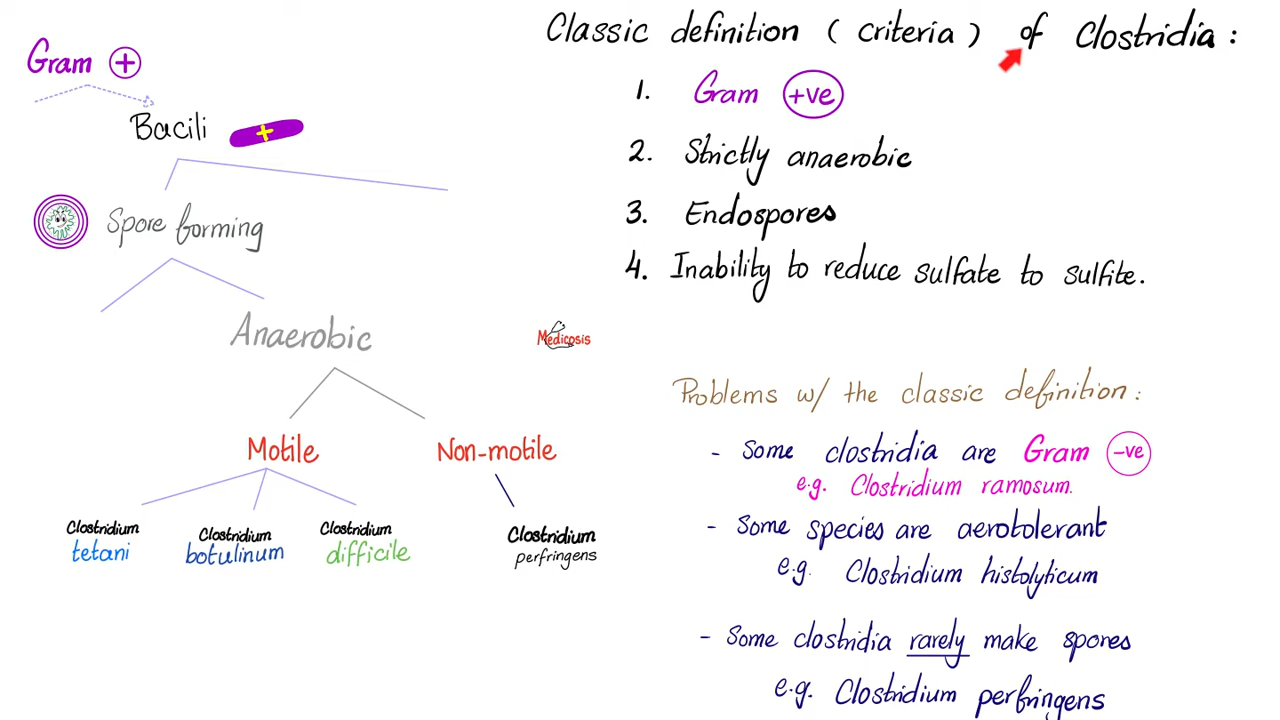 Classic definition (criteria) of Clostridia:
Gram +
1. Gram +ve
Bacili +
2. Strictly anaerobic
3. Endospores
Spore forming
4. Inability to reduce sulfate to sulfite.
Anaerobic
Medicosis
Problems w/ the classic definition:
Motile
Non-motile
- Some clostridia are Gram -ve
e.g. Clostridium ramosum.
Clostridium tetani
Clostridium botulinum
Clostridium difficile
Clostridium perfringens
- Some species are aerotolerant
e.g. Clostridium histolyticum
- Some clostridia rarely make spores
e.g. Clostridium perfringens